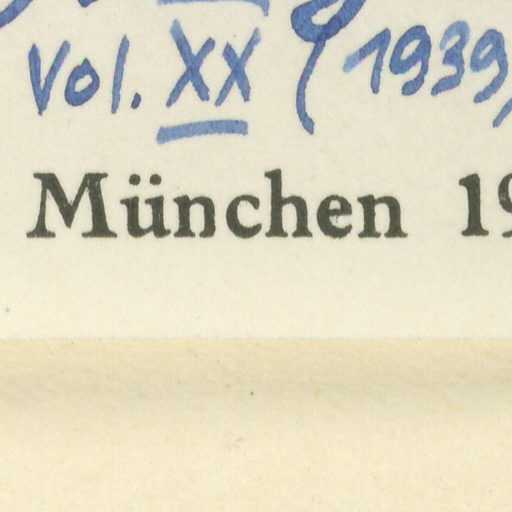 Vol. XX (1939)
München 19